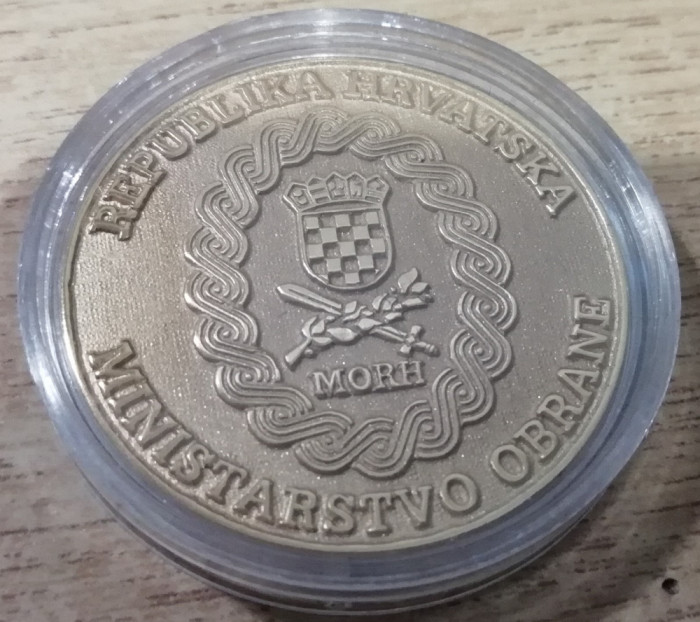 REPUBLIKA HRVATSKA
MORH
MINISTARSTVO OBRANE